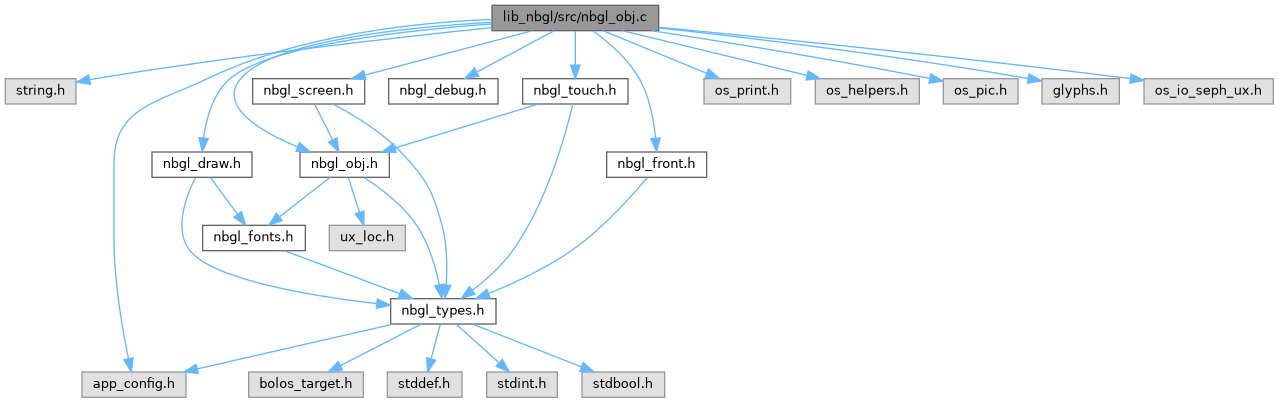 lib_nbgl/src/nbgl_obj.c
string.h
nbgl_screen.h
nbgl_debug.h
nbgl_touch.h
os_print.h
os_helpers.h
os_pic.h
glyphs.h
os_io_seph_ux.h
nbgl_draw.h
nbgl_obj.h
nbgl_front.h
nbgl_fonts.h
ux_loc.h
nbgl_types.h
app_config.h
bolos_target.h
stddef.h
stdint.h
stdbool.h